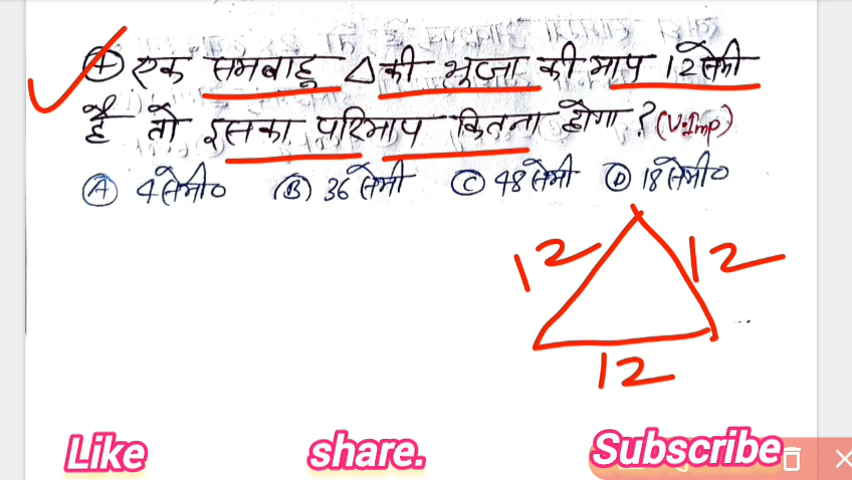 ④ एक समबाहू △ की भूजा की माप 12 सेमी
है तो इसका परिमाप कितना होगा? (V.Imp)
Ⓐ 4 सेमी० Ⓑ 36 सेमी Ⓒ 48 सेमी Ⓓ 18 सेमी०
12 12
12
Like share. Subscribe